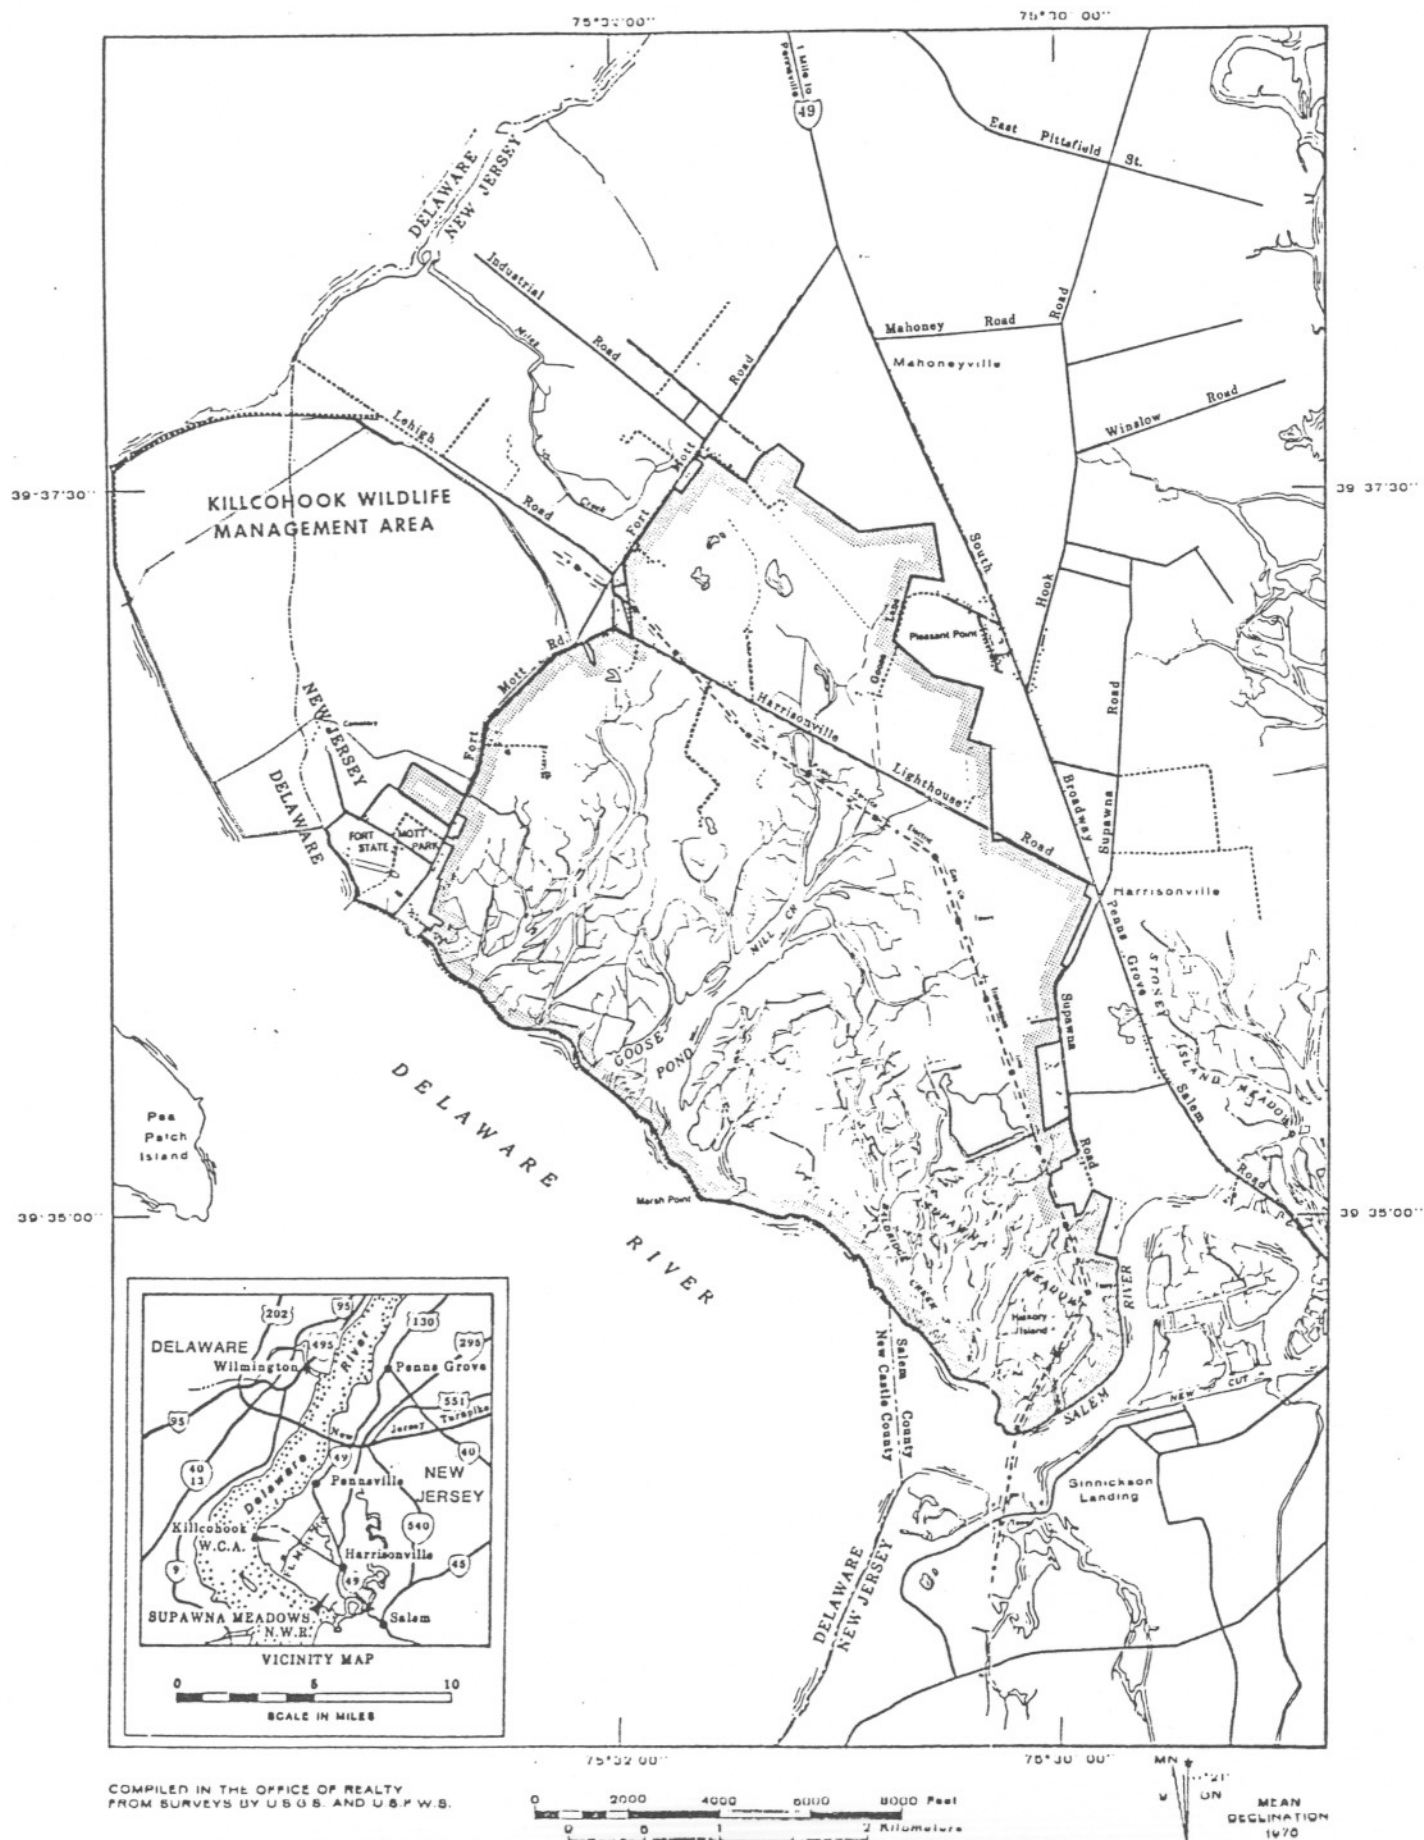 75°30' 00"
1 Mile to
Pennsville
49
East Pittsfield St.
DELAWARE
NEW JERSEY
Industrial Road
Miles Creek
Mahoney Road
Road
Mahoneyville
Road
Winslow Road
Lehigh Road
Fort Mott
39°37'30"
39 37'30"
KILLCOHOOK WILDLIFE
MANAGEMENT AREA
South
Hook
Goose Lane
Pleasant Point
Fort Mott Rd.
NEW JERSEY
DELAWARE
Cemetery
Harrisonville Lighthouse Road
Road
Supawna
Broadway
FORT MOTT
STATE PARK
Harrisonville
Penns Grove
Salem Road
STONEY
ISLAND MEADOW
MILL CR
GOOSE
POND
Supawna
Road
DELAWARE
RIVER
Pea
Patch
Island
Marsh Point
39°35'00"
39 35'00"
SUPAWNA
MEADOWS
CREEK
Hickory
Island
RIVER
SALEM
NEW CUT
Salem County
New Castle County
Sinnickson
Landing
DELAWARE
NEW JERSEY
202
95
130
DELAWARE
495
River
295
Wilmington
Penns Grove
551
95
New Jersey Turnpike
40
13
49
40
Delaware
Pennsville
NEW
JERSEY
Killcohook
W.C.A.
540
Harrisonville
9
49
45
SUPAWNA MEADOWS
N.W.R.
Salem
VICINITY MAP
0 5 10
SCALE IN MILES
75°32'00"
75°30' 00"
MN
GN
MEAN
DECLINATION
1970
COMPILED IN THE OFFICE OF REALTY
FROM SURVEYS BY U.S.G.S. AND U.S.F.W.S.
0 2000 4000 6000 8000 Feet
2 Kilometers